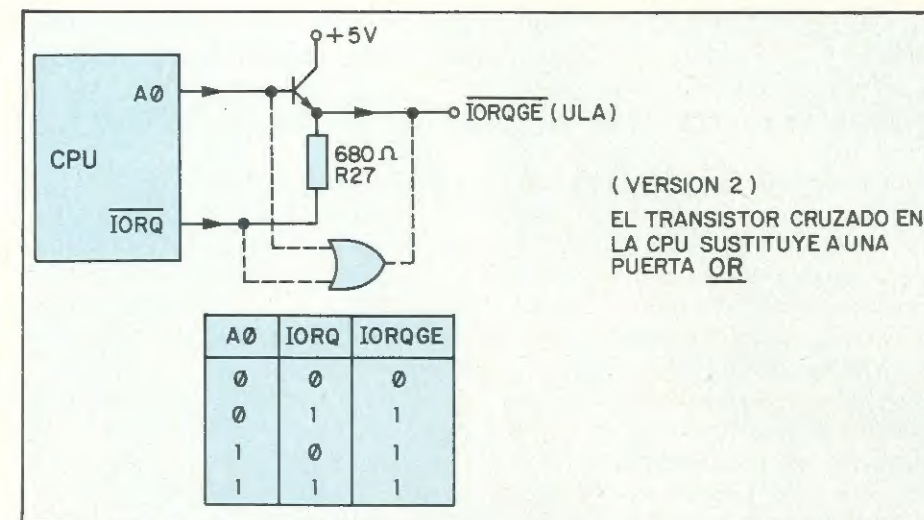 +5V
A0
IORQGE (ULA)
CPU
680 Ω
R27
IORQ
(VERSION 2)
EL TRANSISTOR CRUZADO EN
LA CPU SUSTITUYE A UNA
PUERTA OR
A0 IORQ IORQGE
0 0 0
0 1 1
1 0 1
1 1 1